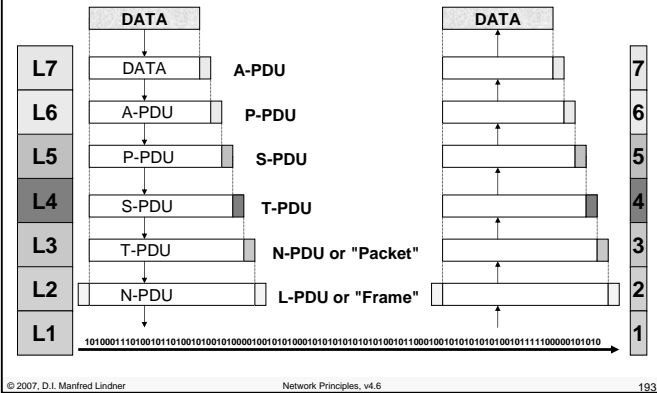 DATA DATA
L7 DATA A-PDU 7
L6 A-PDU P-PDU 6
L5 P-PDU S-PDU 5
L4 S-PDU T-PDU 4
L3 T-PDU N-PDU or "Packet" 3
L2 N-PDU L-PDU or "Frame" 2
L1 1
© 2007, D.I. Manfred Lindner Network Principles, v4.6 193